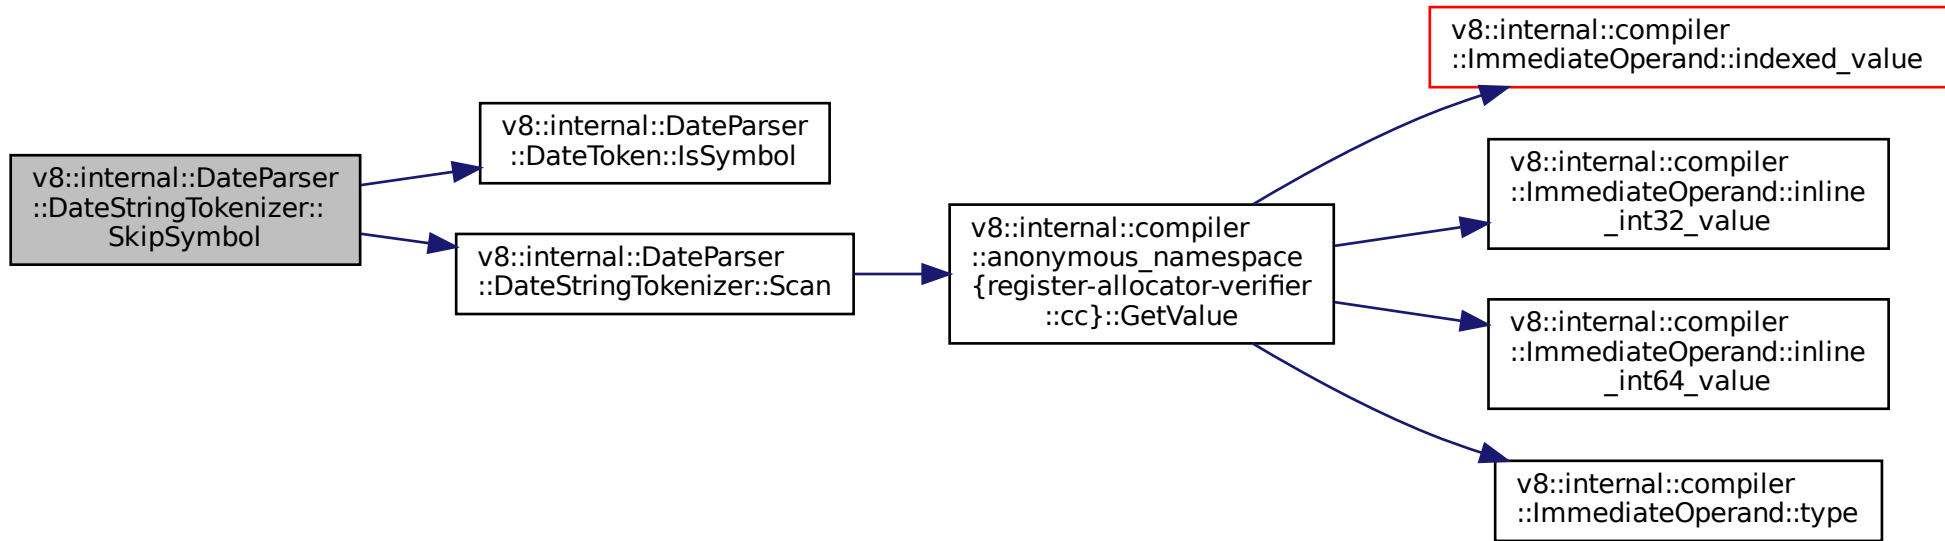 v8::internal::DateParser
::DateStringTokenizer::
SkipSymbol
v8::internal::DateParser
::DateToken::IsSymbol
v8::internal::DateParser
::DateStringTokenizer::Scan
v8::internal::compiler
::anonymous_namespace
{register-allocator-verifier
::cc}::GetValue
v8::internal::compiler
::ImmediateOperand::indexed_value
v8::internal::compiler
::ImmediateOperand::inline
_int32_value
v8::internal::compiler
::ImmediateOperand::inline
_int64_value
v8::internal::compiler
::ImmediateOperand::type